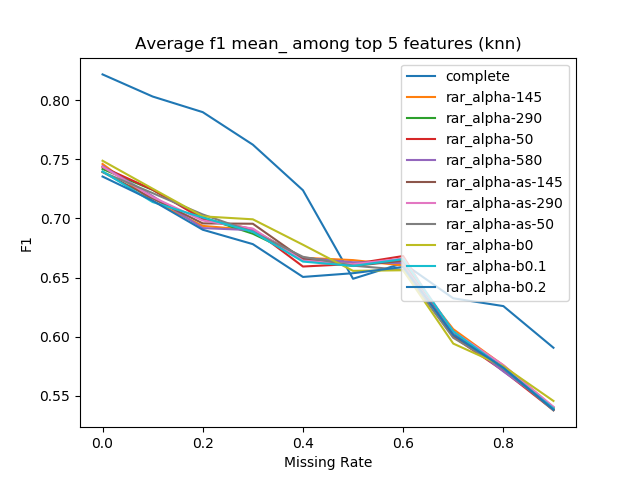 Average f1 mean_ among top 5 features (knn)
complete
rar_alpha-145
rar_alpha-290
rar_alpha-50
rar_alpha-580
rar_alpha-as-145
rar_alpha-as-290
rar_alpha-as-50
rar_alpha-b0
rar_alpha-b0.1
rar_alpha-b0.2
F1
0.80
0.75
0.70
0.65
0.60
0.55
0.0 0.2 0.4 0.6 0.8
Missing Rate